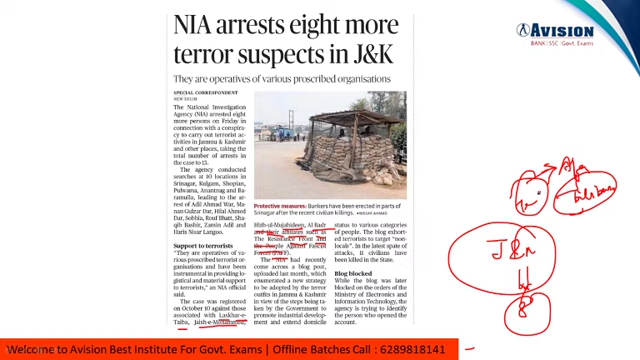 NIA arrests eight more
terror suspects in J&K
They are operatives of various proscribed organisations
AVISION
BANK | SSC | Govt. Exams
SPECIAL CORRESPONDENT
NEW DELHI
The National Investigation
Agency (NIA) arrested eight
more persons on Friday in
connection with a conspira-
cy to carry out terrorist activ-
ities in Jammu & Kashmir
and other places, taking the
total number of arrests in
the case to 13.
The agency conducted
searches at 10 locations in
Srinagar, Kulgam, Shopian,
Pulwama, Anantnag and Ba-
ramulla, leading to the arrest
of Adil Ahmad War, Man-
an Gulzar Dar, Hilal Ahmed
Dar, Sobhia, Rouf Bhatt, Sha-
qib Bashir, Zamin Adil and
Haris Nisar Langoo.
Support to terrorists
"They are operatives of va-
rious proscribed terrorist or-
ganisations and have been
instrumental in providing lo-
gistical and material support
to terrorists," an NIA official
said.
The case was registered
on October 10 against those
associated with Laskhar-e-
Taiba, Jaish-e-Mohammed,
Protective measures: Bunkers have been erected in parts of
Srinagar after the recent civilian killings.
Hizb-ul-Mujahideen, Al Badr
and their affiliates such as
The Resistance Front and
the People Against Fascist
Forces (PAFF).
The NIA had recently
come across a blog post,
uploaded last month, which
enumerated a new strategy
to be adopted by the terror
outfits in Jammu & Kashmir
in view of the steps being
taken by the Government to
promote industrial develop-
ment and extend domicile
status to various categories
of people. The blog exhort-
ed terrorists to target "non-
locals". In the latest spate of
attacks, 11 civilians have
been killed in the State.
Blog blocked
While the blog was later
blocked on the orders of the
Ministry of Electronics and
Information Technology, the
agency is trying to identify
the person who opened the
account.
J&K
8
Welcome to Avision Best Institute For Govt. Exams | Offline Batches Call : 6289818141